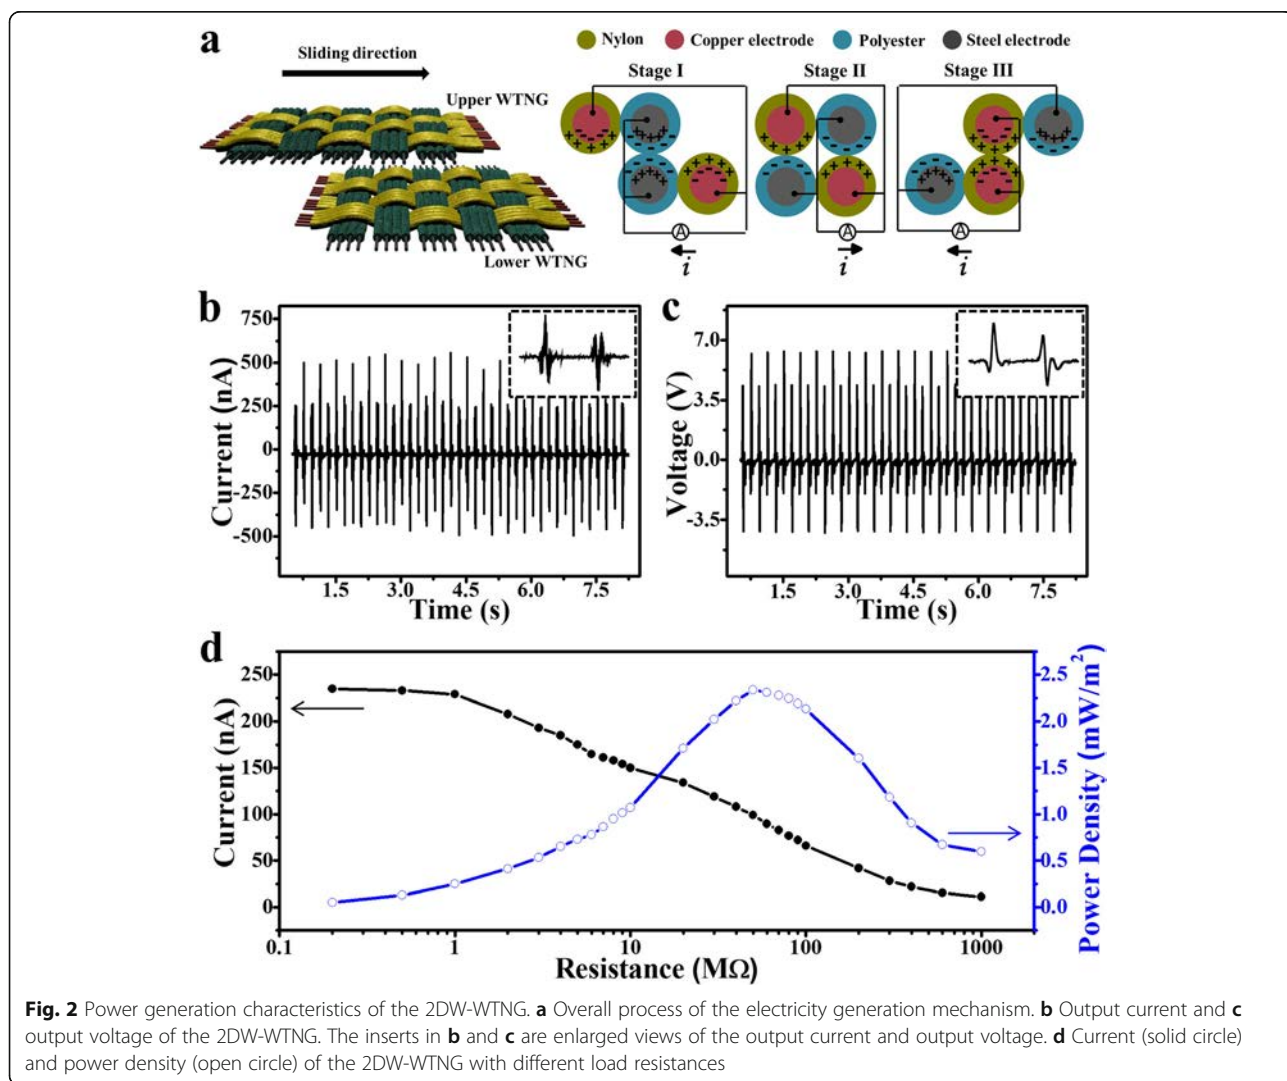 a
Nylon Copper electrode Polyester Steel electrode
Sliding direction
Stage I Stage II Stage III
Upper WTNG
Lower WTNG
A A A
i i i
b
Current (nA)
750
500
250
0
-250
-500
1.5 3.0 4.5 6.0 7.5
Time (s)
c
Voltage (V)
7.0
3.5
0.0
-3.5
1.5 3.0 4.5 6.0 7.5
Time (s)
d
Current (nA)
250
200
150
100
50
0
0.1 1 10 100 1000
Resistance (MΩ)
2.5
2.0
1.5
1.0
0.5
0.0
Power Density (mW/m²)
Fig. 2 Power generation characteristics of the 2DW-WTNG. a Overall process of the electricity generation mechanism. b Output current and c
output voltage of the 2DW-WTNG. The inserts in b and c are enlarged views of the output current and output voltage. d Current (solid circle)
and power density (open circle) of the 2DW-WTNG with different load resistances